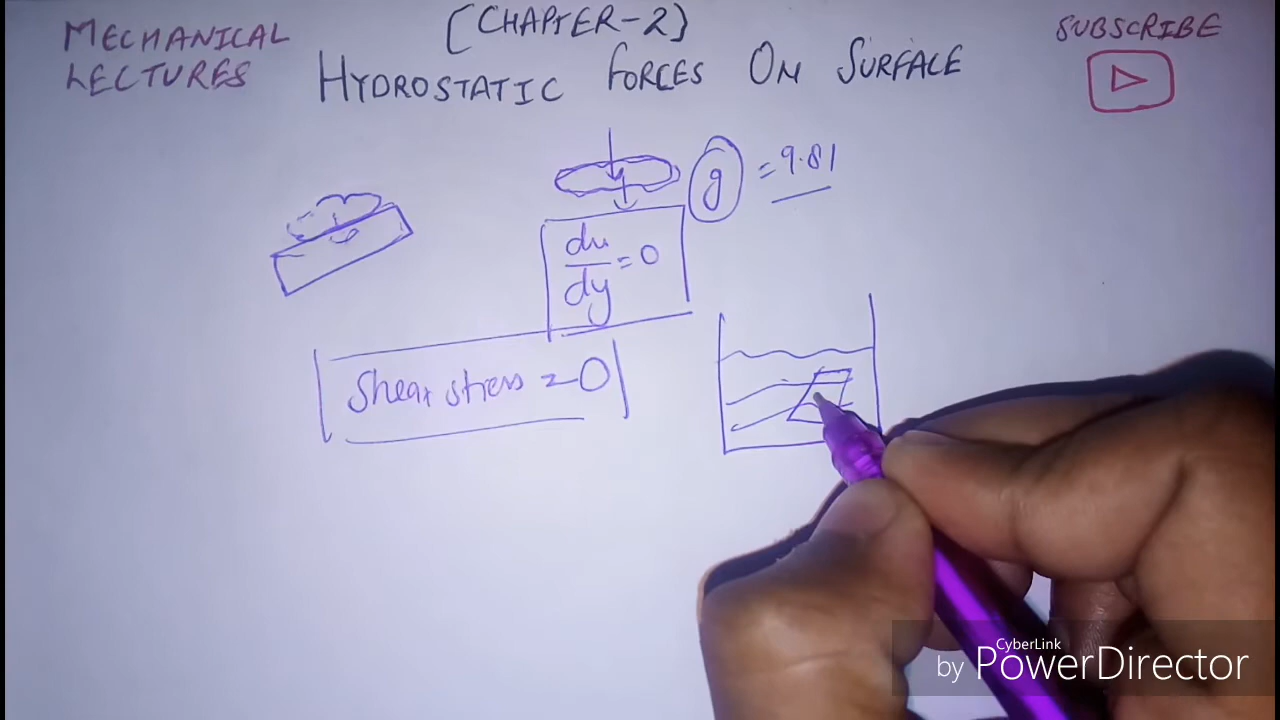 MECHANICAL LECTURES
[CHAPTER-2]
HYDROSTATIC FORCES ON SURFACE
SUBSCRIBE
g = 9.81
du/dy = 0
Shear stress = 0
CyberLink
by PowerDirector